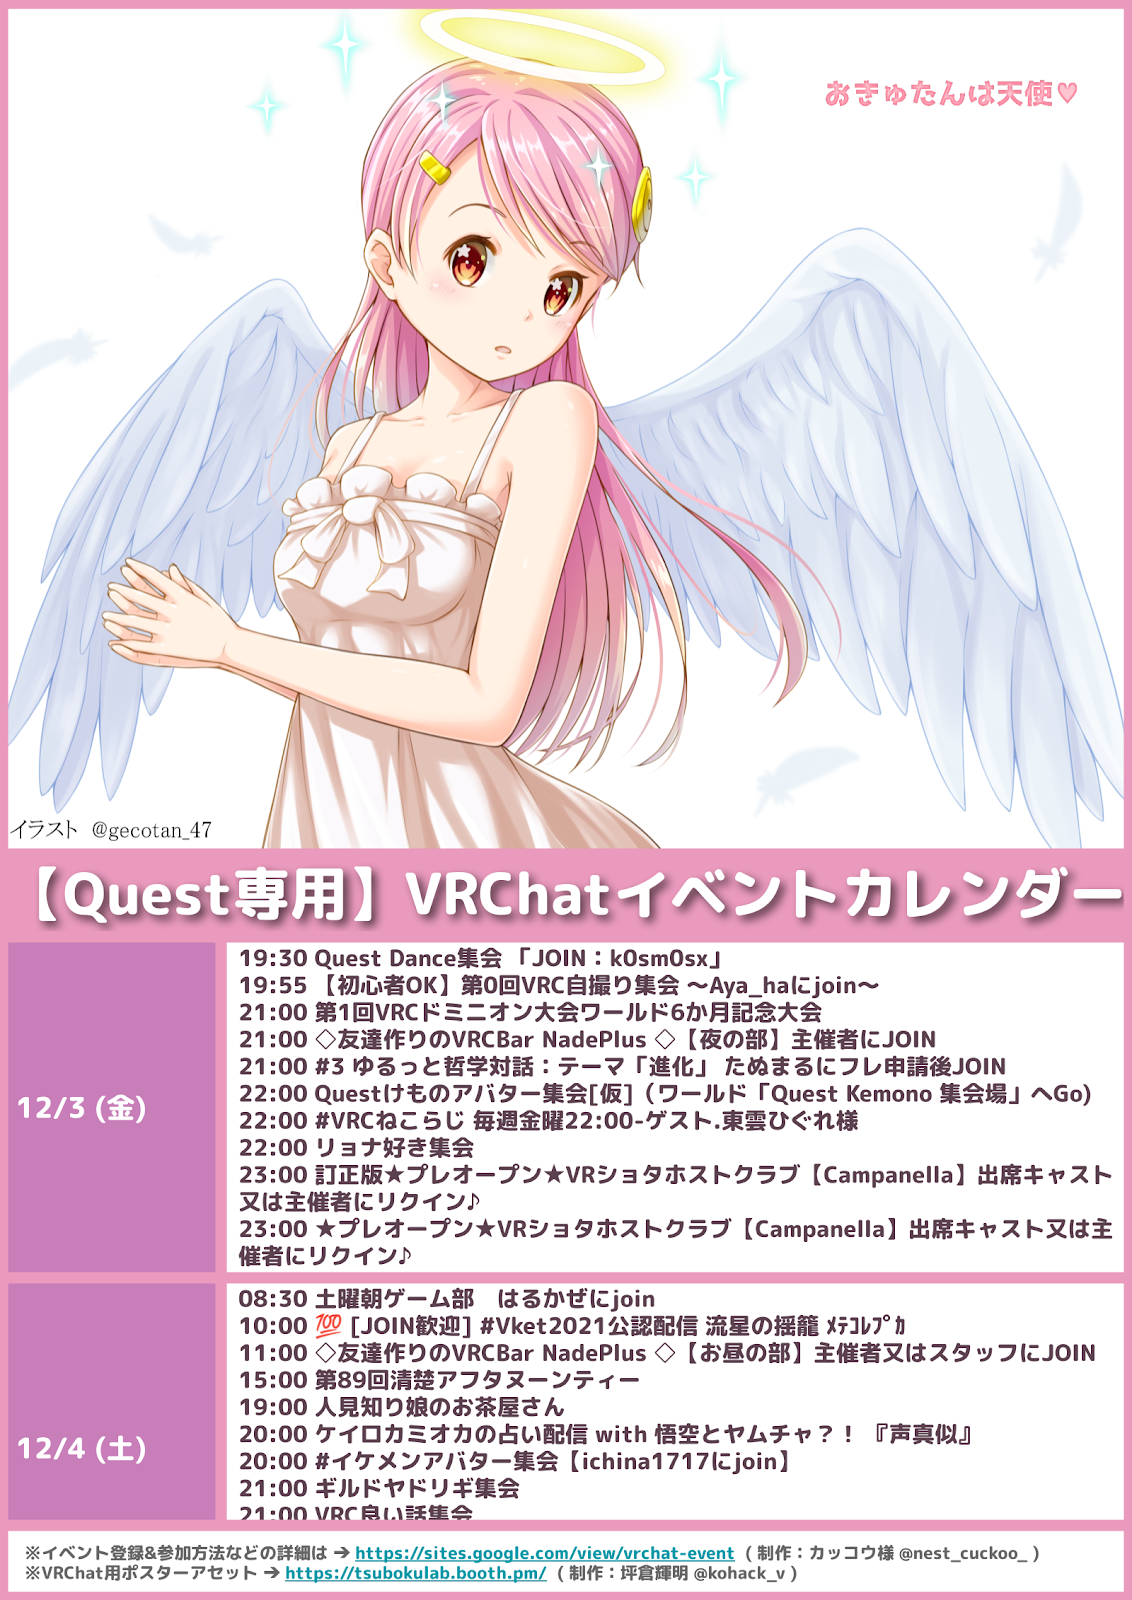 おきゅたんは天使♥
イラスト @gecotan_47
【Quest専用】VRChatイベントカレンダー
12/3 (金)
19:30 Quest Dance集会 「JOIN：k0sm0sx」
19:55 【初心者OK】第0回VRC自撮り集会 ～Aya_haにjoin～
21:00 第1回VRCドミニオン大会ワールド6か月記念大会
21:00 ◇友達作りのVRCBar NadePlus ◇【夜の部】主催者にJOIN
21:00 #3 ゆるっと哲学対話：テーマ「進化」 たぬまるにフレ申請後JOIN
22:00 Questけものアバター集会[仮]（ワールド「Quest Kemono 集会場」へGo)
22:00 #VRCねこらじ 毎週金曜22:00-ゲスト.東雲ひぐれ様
22:00 リョナ好き集会
23:00 訂正版★プレオープン★VRショタホストクラブ【Campanella】出席キャスト
又は主催者にリクイン♪
23:00 ★プレオープン★VRショタホストクラブ【Campanella】出席キャスト又は主
催者にリクイン♪
12/4 (土)
08:30 土曜朝ゲーム部　はるかぜにjoin
10:00 💯 [JOIN歓迎] #Vket2021公認配信 流星の揺籠 ﾒﾃｺﾚﾌﾟｶ
11:00 ◇友達作りのVRCBar NadePlus ◇【お昼の部】主催者又はスタッフにJOIN
15:00 第89回清楚アフタヌーンティー
19:00 人見知り娘のお茶屋さん
20:00 ケイロカミオカの占い配信 with 悟空とヤムチャ？！『声真似』
20:00 #イケメンアバター集会【ichina1717にjoin】
21:00 ギルドヤドリギ集会
21:00 VRC良い話集会
※イベント登録&参加方法などの詳細は ➔ https://sites.google.com/view/vrchat-event ( 制作：カッコウ様 @nest_cuckoo_ )
※VRChat用ポスターアセット ➔ https://tsubokulab.booth.pm/ ( 制作：坪倉輝明 @kohack_v )